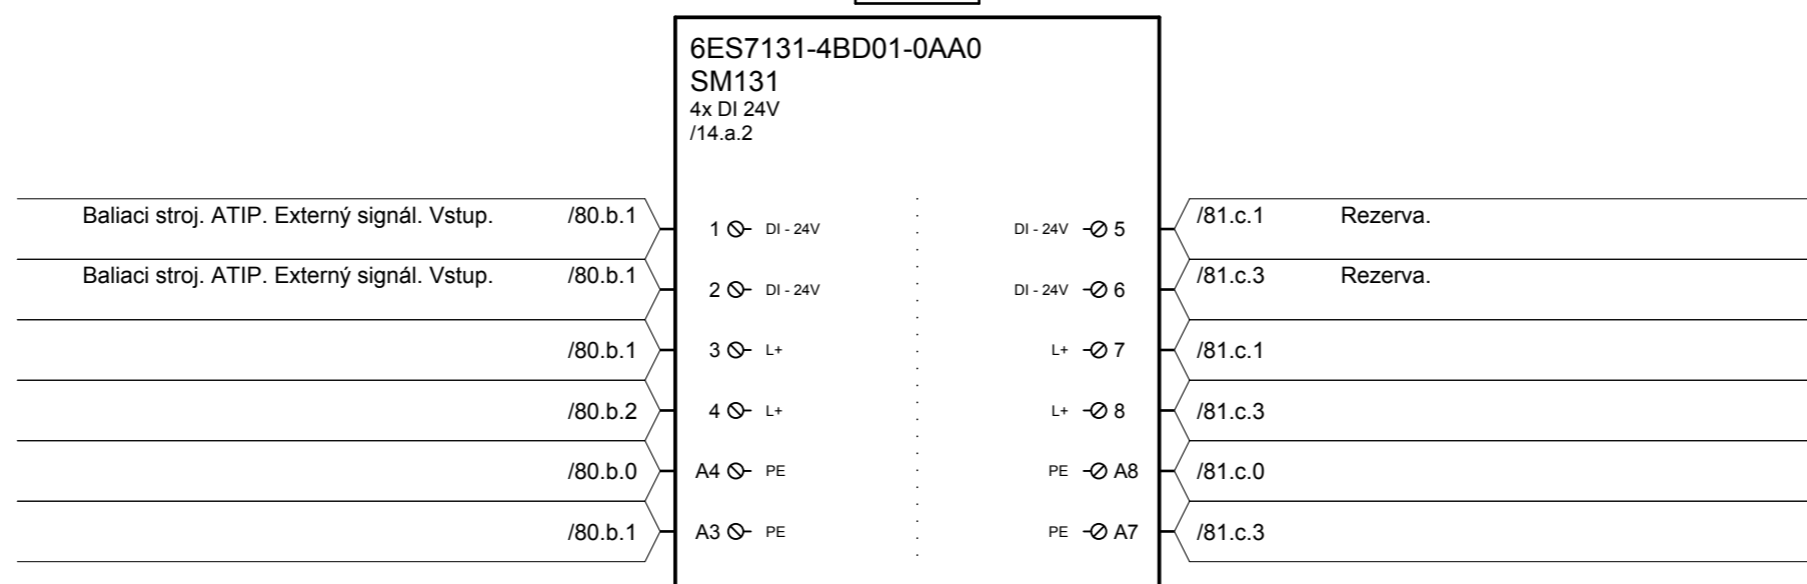 6ES7131-4BD01-0AA0
SM131
4x DI 24V
/14.a.2
Baliaci stroj. ATIP. Externý signál. Vstup. /80.b.1 1 DI - 24V DI - 24V 5 /81.c.1 Rezerva.
Baliaci stroj. ATIP. Externý signál. Vstup. /80.b.1 2 DI - 24V DI - 24V 6 /81.c.3 Rezerva.
/80.b.1 3 L+ L+ 7 /81.c.1
/80.b.2 4 L+ L+ 8 /81.c.3
/80.b.0 A4 PE PE A8 /81.c.0
/80.b.1 A3 PE PE A7 /81.c.3